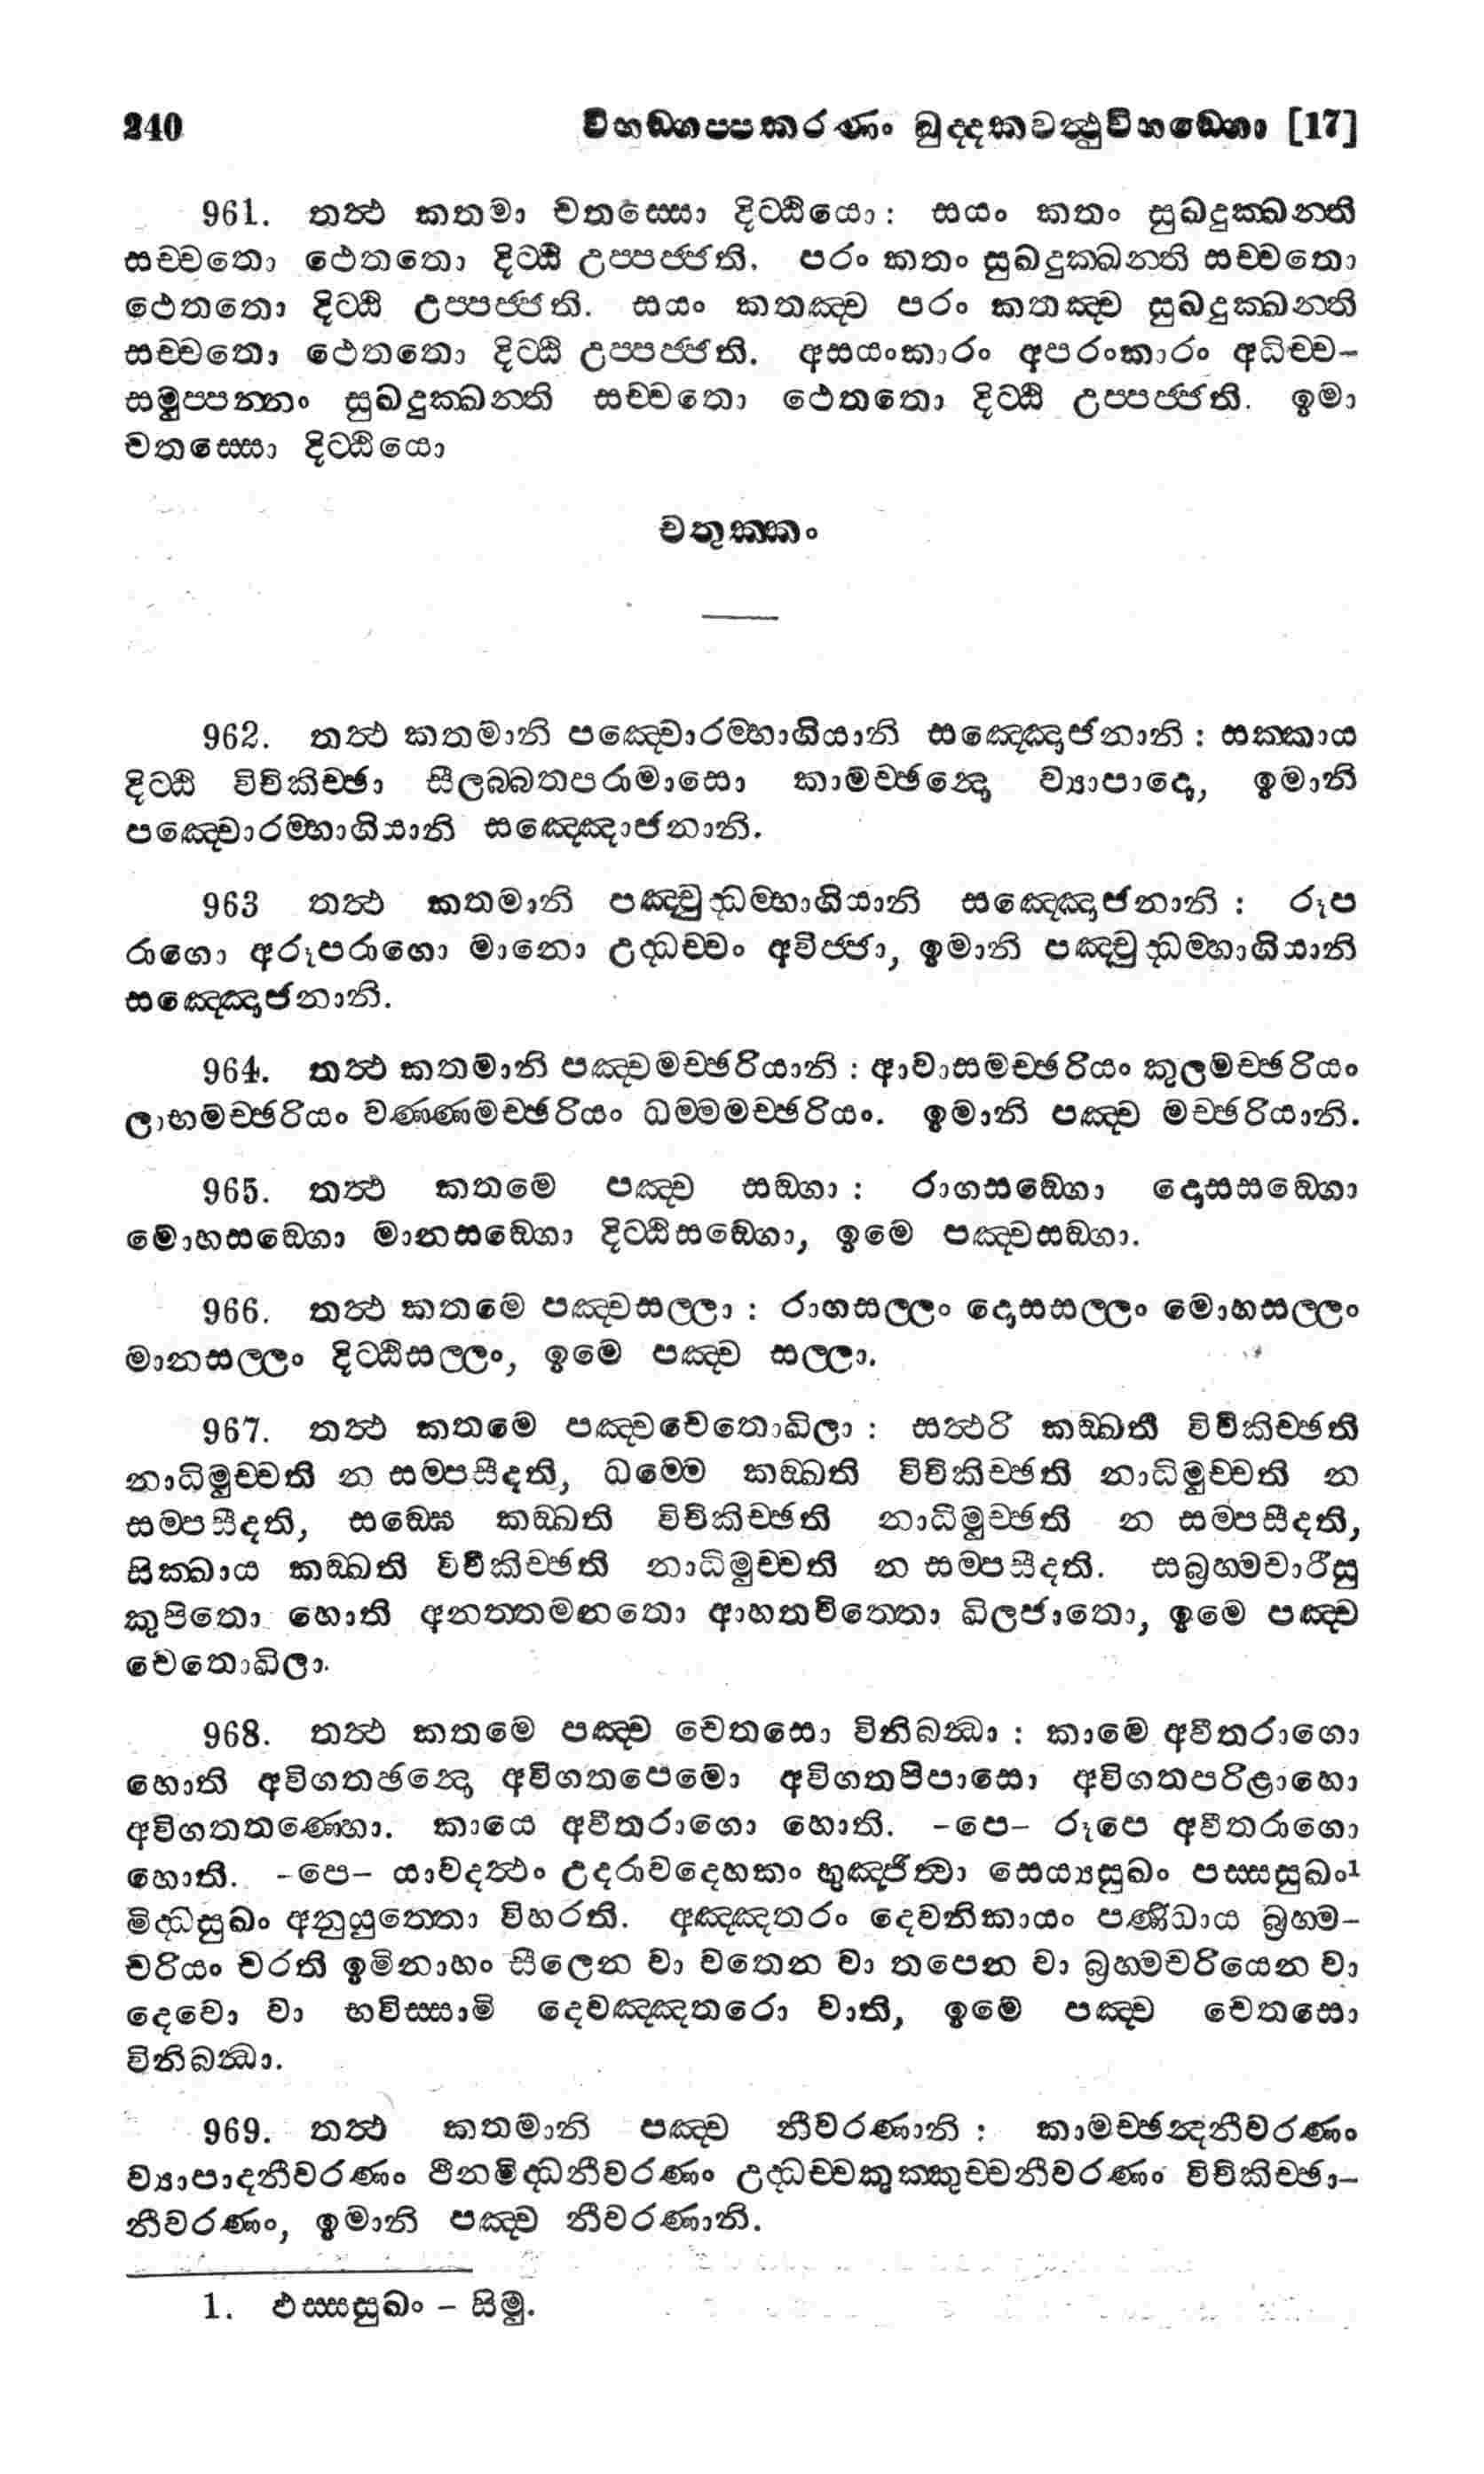 240 විභඞ්ගප්පකරණං ඛුද්දකවත්ථුවිභඞ්ගො [17]
961. තත්ථ කතමා චතස්සො දිට්ඨියො : සයං කතං සුඛදුක්ඛන්ති
සච්චතො ථෙතතො දිට්ඨි උප්පජ්ජති. පරං කතං සුඛදුක්ඛන්ති සච්චතො
ථෙතතො දිට්ඨි උප්පජ්ජති. සයං කතඤ්ච පරං කතඤ්ච සුඛදුක්ඛන්ති
සච්චතො ථෙතතො දිට්ඨි උප්පජ්ජති. අසයංකාරං අපරංකාරං අධිච්ච-
සමුප්පන්නං සුඛදුක්ඛන්ති සච්චතො ථෙතතො දිට්ඨි උප්පජ්ජති. ඉමා
චතස්සො දිට්ඨියො
චතුක්කං
962. තත්ථ කතමානි පඤ්චොරම්භාගියානි සඤ්ඤොජනානි : සක්කාය
දිට්ඨි විචිකිච්ඡා සීලබ්බතපරාමාසො කාමච්ඡන්දො ව්‍යාපාදො, ඉමානි
පඤ්චොරම්භාගියානි සඤ්ඤොජනානි.
963 තත්ථ කතමානි පඤ්චුද්ධම්භාගියානි සඤ්ඤොජනානි : රූප
රාගො අරූපරාගො මානො උද්ධච්චං අවිජ්ජා, ඉමානි පඤ්චුද්ධම්භාගියානි
සඤ්ඤොජනානි.
964. තත්ථ කතමානි පඤ්චමච්ඡරියානි : ආවාසමච්ඡරියං කුලමච්ඡරියං
ලාභමච්ඡරියං වණ්ණමච්ඡරියං ධම්මමච්ඡරියං. ඉමානි පඤ්ච මච්ඡරියානි.
965. තත්ථ කතමෙ පඤ්ච සඞ්ගා : රාගසඞ්ගො දොසසඞ්ගො
මොහසඞ්ගො මානසඞ්ගො දිට්ඨිසඞ්ගො, ඉමෙ පඤ්චසඞ්ගා.
966. තත්ථ කතමෙ පඤ්චසල්ලා : රාගසල්ලං දොසසල්ලං මොහසල්ලං
මානසල්ලං දිට්ඨිසල්ලං, ඉමෙ පඤ්ච සල්ලා.
967. තත්ථ කතමෙ පඤ්චචෙතොඛිලා : සත්ථරි කඞ්ඛති විචිකිච්ඡති
නාධිමුච්චති න සම්පසීදති, ධම්මෙ කඞ්ඛති විචිකිච්ඡති නාධිමුච්චති න
සම්පසීදති, සඞ්ඝෙ කඞ්ඛති විචිකිච්ඡති නාධිමුච්ඡති න සම්පසීදති,
සික්ඛාය කඞ්ඛති විචිකිච්ඡති නාධිමුච්චති න සම්පසීදති. සබ්‍රහ්මචාරීසු
කුපිතො හොති අනත්තමනතො ආහතචිත්තො ඛිලජාතො, ඉමෙ පඤ්ච
චෙතොඛිලා.
968. තත්ථ කතමෙ පඤ්ච චෙතසො විනිබන්ධා : කාමෙ අවීතරාගො
හොති අවිගතඡන්දො අවිගතපෙමො අවිගතපිපාසො අවිගතපරිළාහො
අවිගතතණ්හො. කායෙ අවීතරාගො හොති. -පෙ- රූපෙ අවීතරාගො
හොති. -පෙ- යාවදත්ථං උදරාවදෙහකං භුඤ්ජිත්වා සෙය්‍යසුඛං පස්සසුඛං¹
මිද්ධසුඛං අනුයුත්තො විහරති. අඤ්ඤතරං දෙවනිකායං පණිධාය බ්‍රහ්ම-
චරියං චරති ඉමිනාහං සීලෙන වා වතෙන වා තපෙන වා බ්‍රහ්මචරියෙන වා
දෙවො වා භවිස්සාමි දෙවඤ්ඤතරො වාති, ඉමෙ පඤ්ච චෙතසො
විනිබන්ධා.
969. තත්ථ කතමානි පඤ්ච නීවරණානි : කාමච්ඡන්දනීවරණං
ව්‍යාපාදනීවරණං ථීනමිද්ධනීවරණං උද්ධච්චකුක්කුච්චනීවරණං විචිකිච්ඡා-
නීවරණං, ඉමානි පඤ්ච නීවරණානි.
1. ඵස්සසුඛං – සිමු.